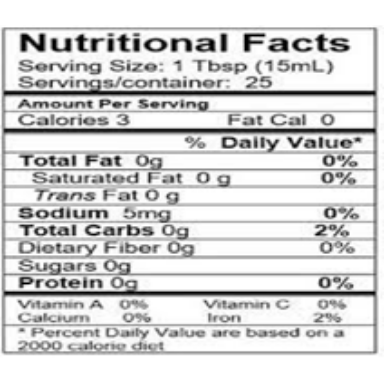 Nutritional Facts
Serving Size: 1 Tbsp (15mL)
Servings/container: 25
Amount Per Serving
Calories 3 Fat Cal 0
% Daily Value*
Total Fat 0g 0%
Saturated Fat 0 g 0%
Trans Fat 0 g
Sodium 5mg 0%
Total Carbs 0g 2%
Dietary Fiber 0g 0%
Sugars 0g
Protein 0g 0%
Vitamin A 0% Vitamin C 0%
Calcium 0% Iron 2%
* Percent Daily Value are based on a
2000 calorie diet